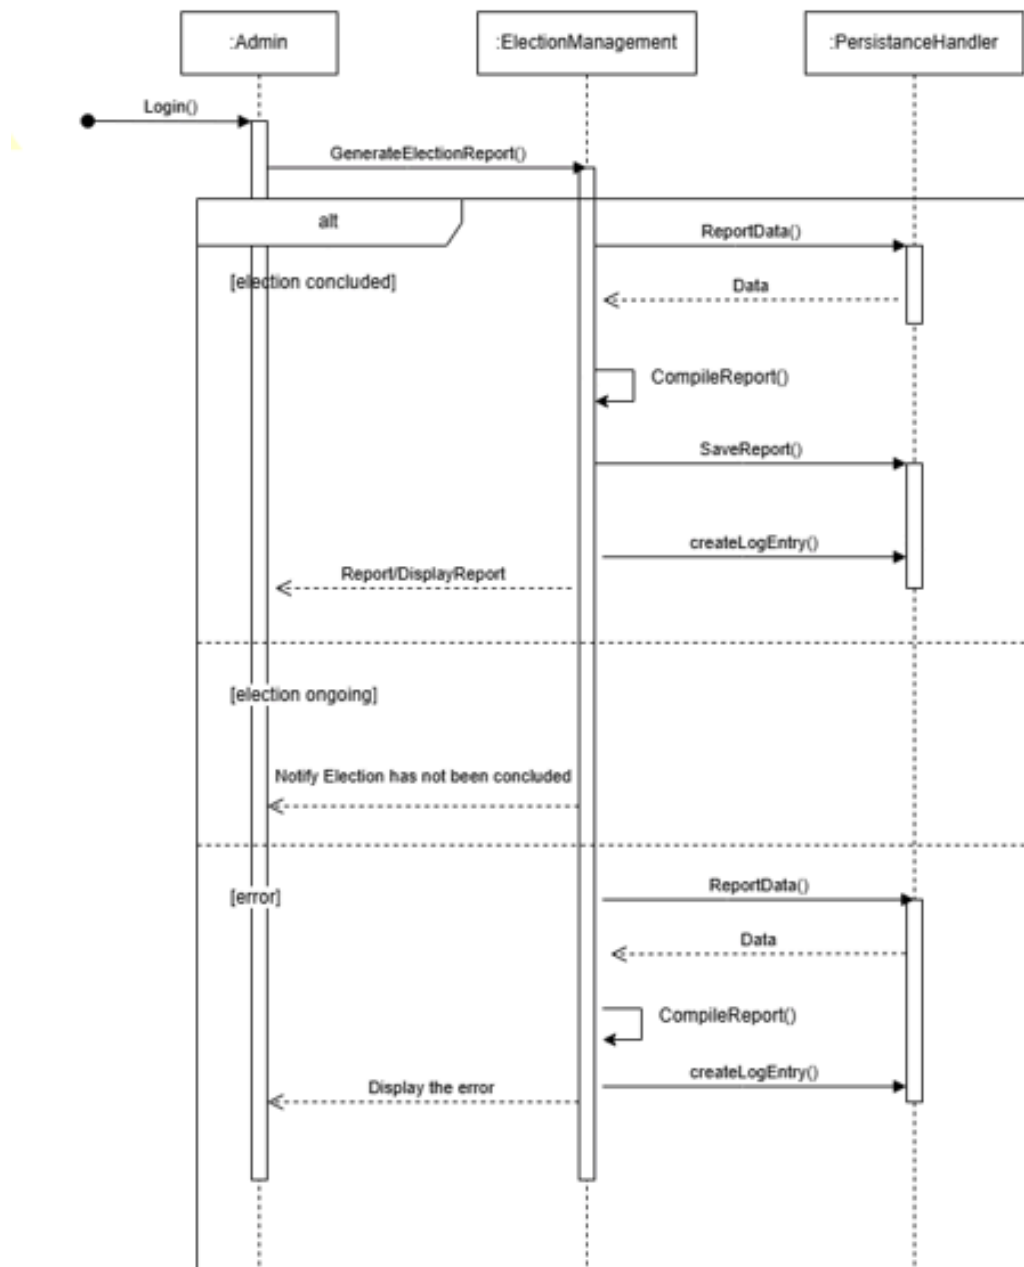 :Admin
:ElectionManagement
:PersistanceHandler
Login()
GenerateElectionReport()
alt
ReportData()
[election concluded]
Data
CompileReport()
SaveReport()
createLogEntry()
Report/DisplayReport
[election ongoing]
Notify Election has not been concluded
[error]
ReportData()
Data
CompileReport()
createLogEntry()
Display the error